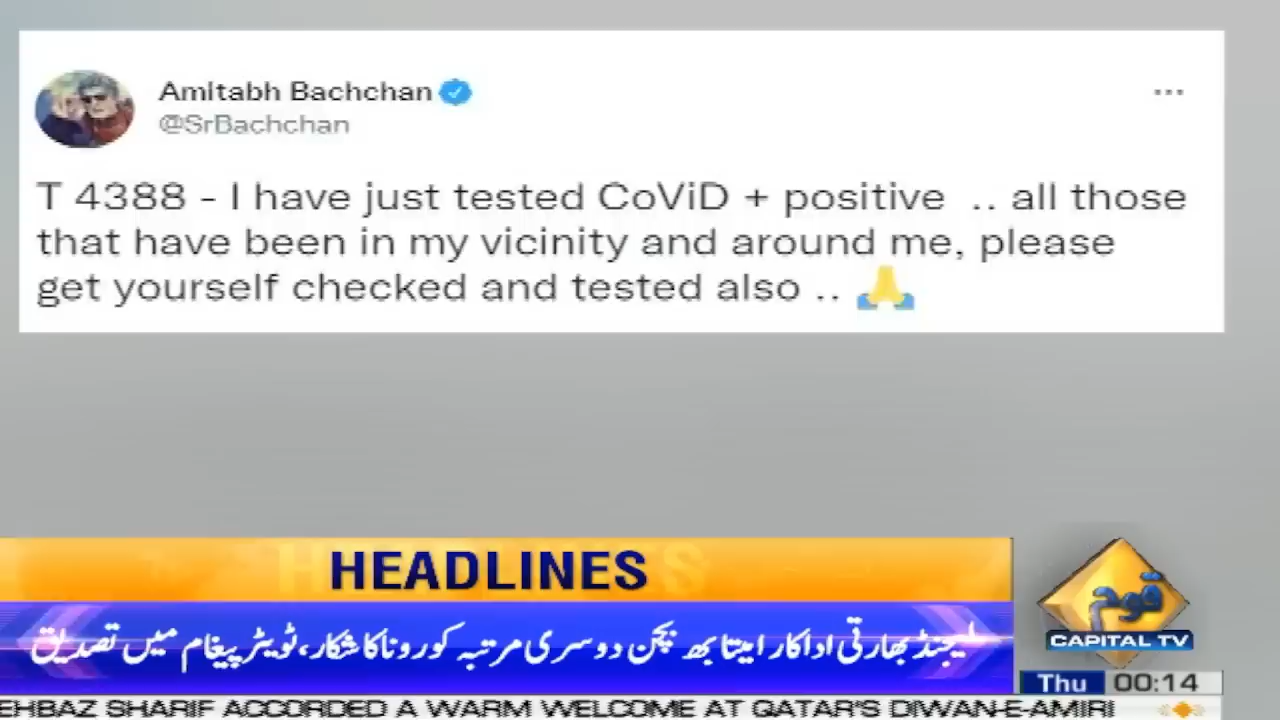 Amitabh Bachchan
@SrBachchan
T 4388 - I have just tested CoViD + positive .. all those
that have been in my vicinity and around me, please
get yourself checked and tested also .. 🙏
HEADLINES
لیجنڈ بھارتی اداکار امیتابھ بچن دوسری مرتبہ کورونا کا شکار، ٹویٹر پیغام میں تصدیق
قوم
CAPITAL TV
Thu 00:14
EHBAZ SHARIF ACCORDED A WARM WELCOME AT QATAR'S DIWAN-E-AMIRI